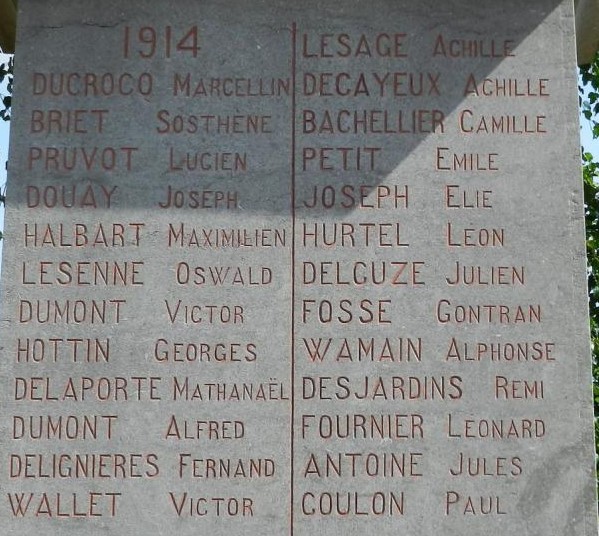 1914
DUCROCQ MARCELLIN
BRIET SOSTHENE
PRUVOT LUCIEN
DOUAY JOSEPH
HALBART MAXIMILIEN
LESENNE OSWALD
DUMONT VICTOR
HOTTIN GEORGES
DELAPORTE MATHANAËL
DUMONT ALFRED
DELIGNIERES FERNAND
WALLET VICTOR
LESAGE ACHILLE
DECAYEUX ACHILLE
BACHELLIER CAMILLE
PETIT EMILE
JOSEPH ELIE
HURTEL LEON
DELGUZE JULIEN
FOSSE GONTRAN
WAMAIN ALPHONSE
DESJARDINS REMI
FOURNIER LÉONARD
ANTOINE JULES
COULON PAUL